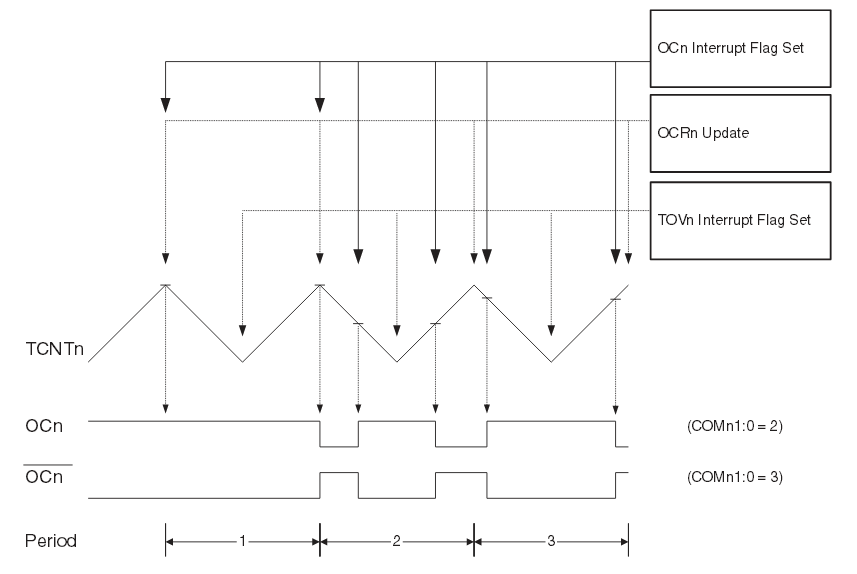 OCn Interrupt Flag Set
OCRn Update
TOVn Interrupt Flag Set
TCNTn
OCn (COMn1:0 = 2)
OCn (COMn1:0 = 3)
Period 1 2 3